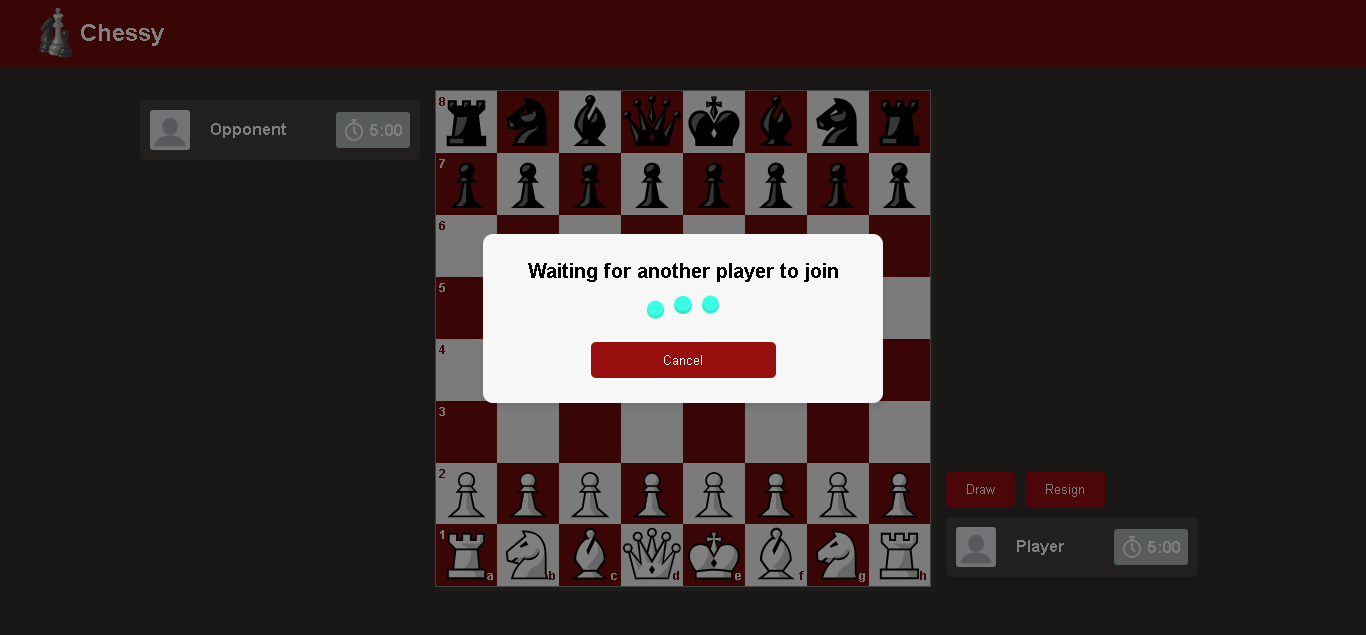 Chessy
Opponent
5:00
8
7
6
5
4
3
2
1
a b c d e f g h
Waiting for another player to join
Cancel
Draw
Resign
Player
5:00